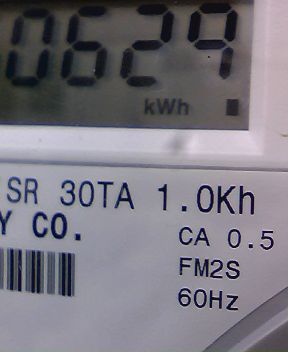 0629
kWh
SR 30TA 1.0Kh
Y CO.
CA 0.5
FM2S
60Hz